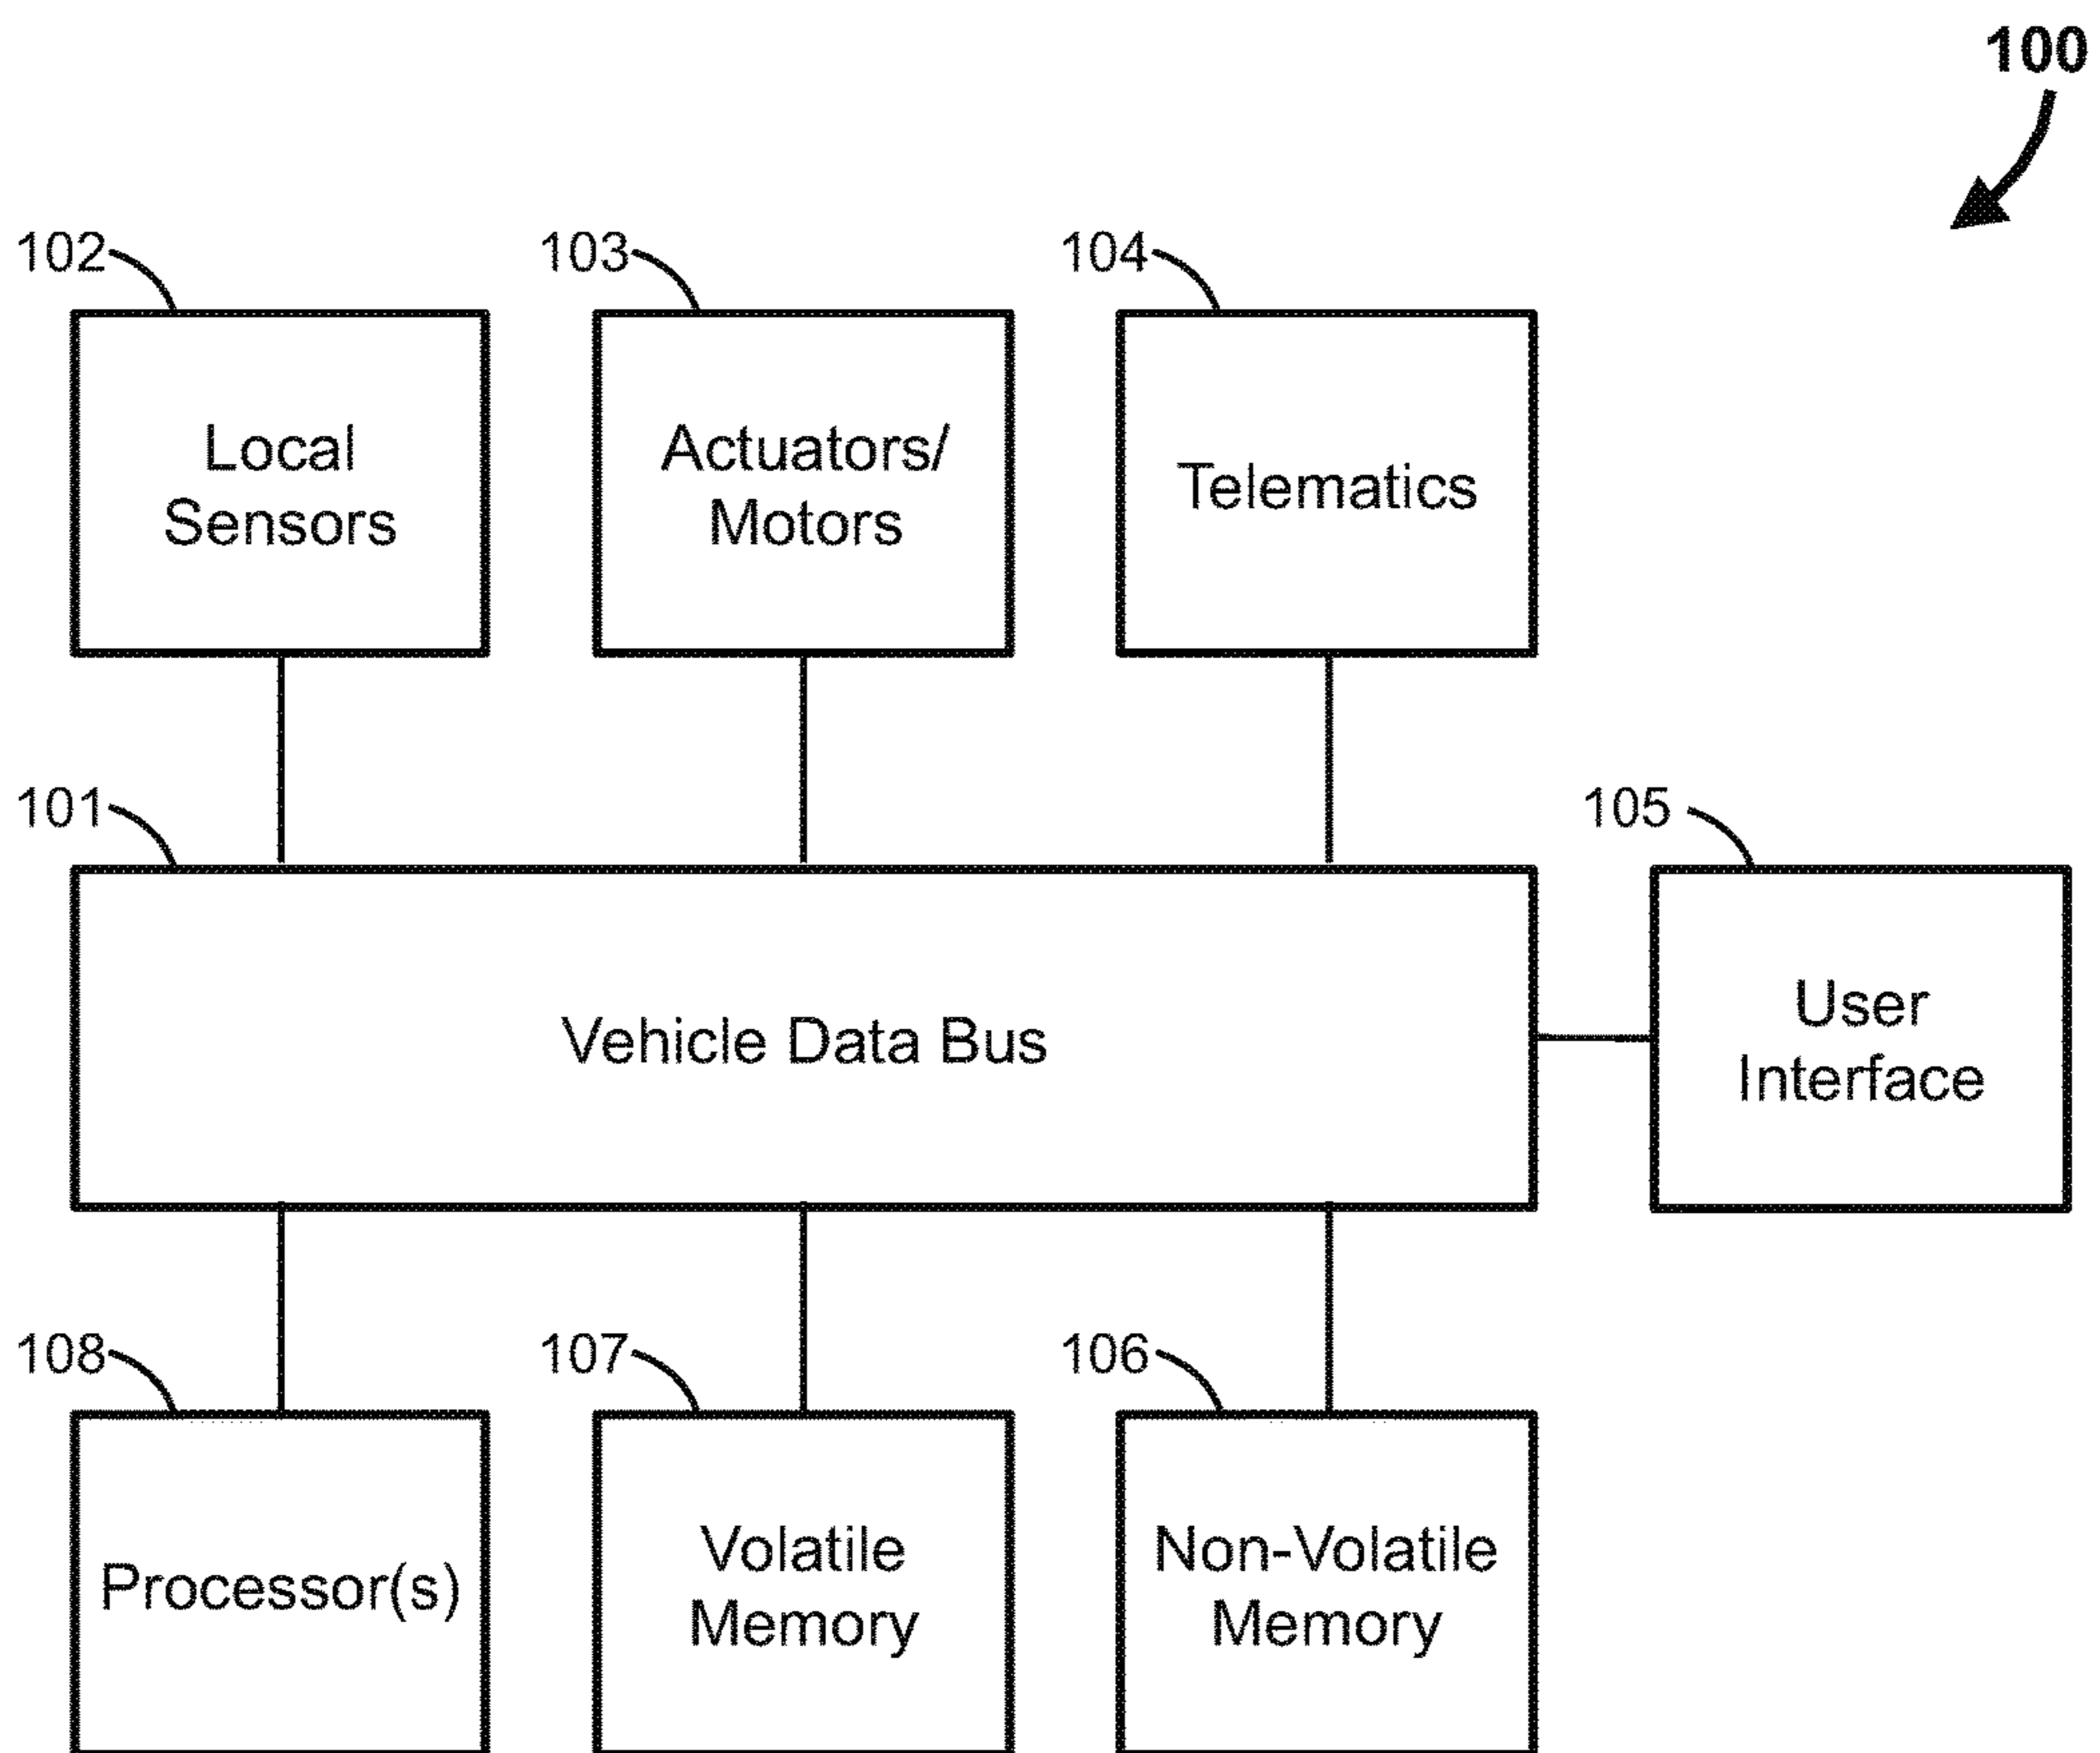 100
102
103
104
Local
Sensors
Actuators/
Motors
Telematics
101
105
Vehicle Data Bus
User
Interface
108
107
106
Processor(s)
Volatile
Memory
Non-Volatile
Memory